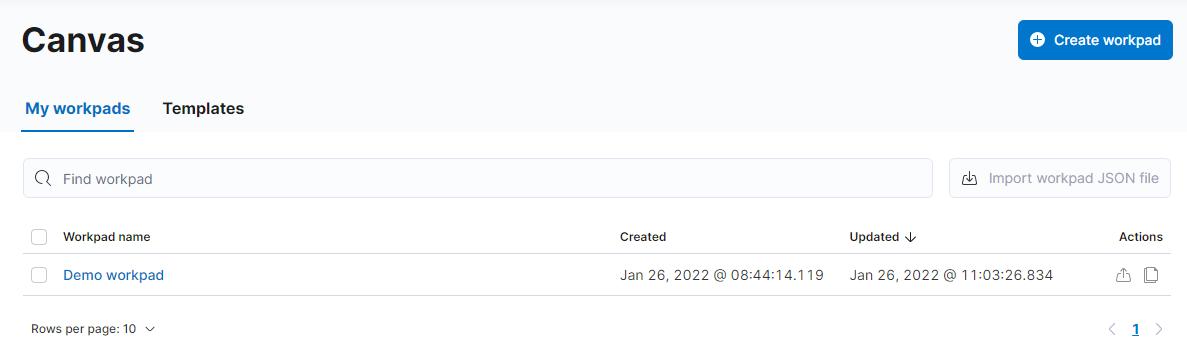 Canvas
Create workpad
My workpads Templates
Find workpad
Import workpad JSON file
Workpad name Created Updated Actions
Demo workpad Jan 26, 2022 @ 08:44:14.119 Jan 26, 2022 @ 11:03:26.834
Rows per page: 10 1